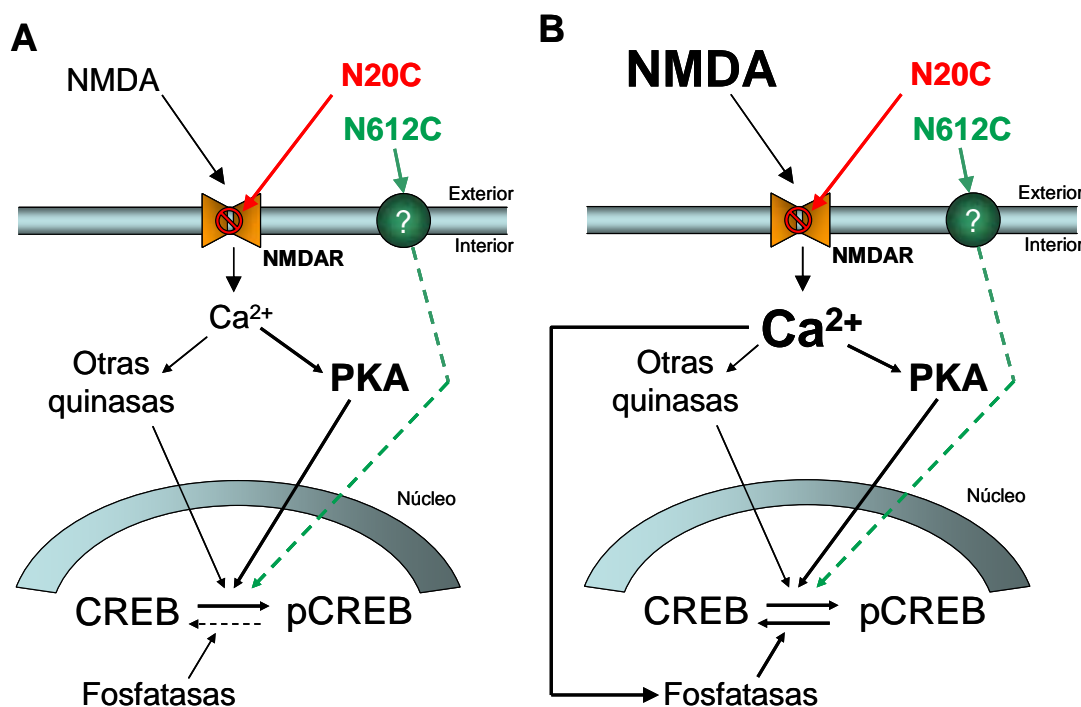 A
NMDA
N20C
N612C
Exterior
?
Interior
NMDAR
Ca²⁺
Otras
quinasas
PKA
Núcleo
CREB
pCREB
Fosfatasas
B
NMDA
N20C
N612C
Exterior
?
Interior
NMDAR
Ca²⁺
Otras
quinasas
PKA
Núcleo
CREB
pCREB
Fosfatasas